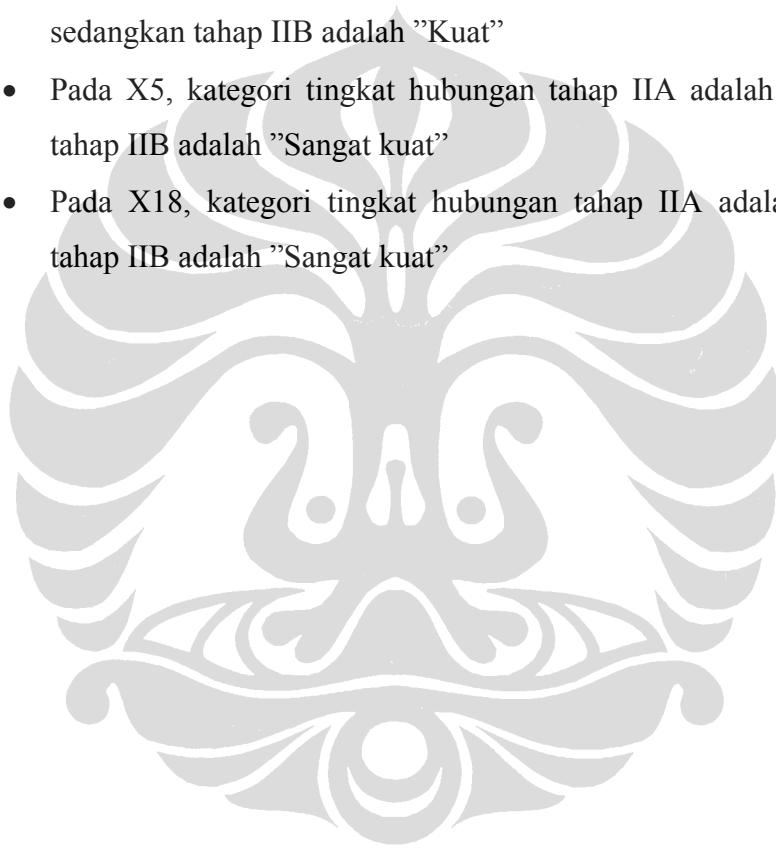 sedangkan tahap IIB adalah ”Kuat”
• Pada X5, kategori tingkat hubungan tahap IIA adalah
tahap IIB adalah ”Sangat kuat”
• Pada X18, kategori tingkat hubungan tahap IIA adala
tahap IIB adalah ”Sangat kuat”